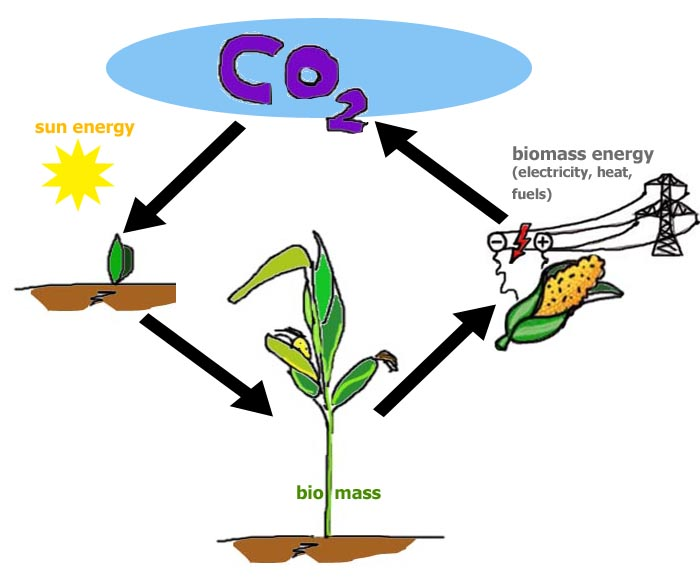 CO2
sun energy
biomass energy
(electricity, heat,
fuels)
− +
bio mass